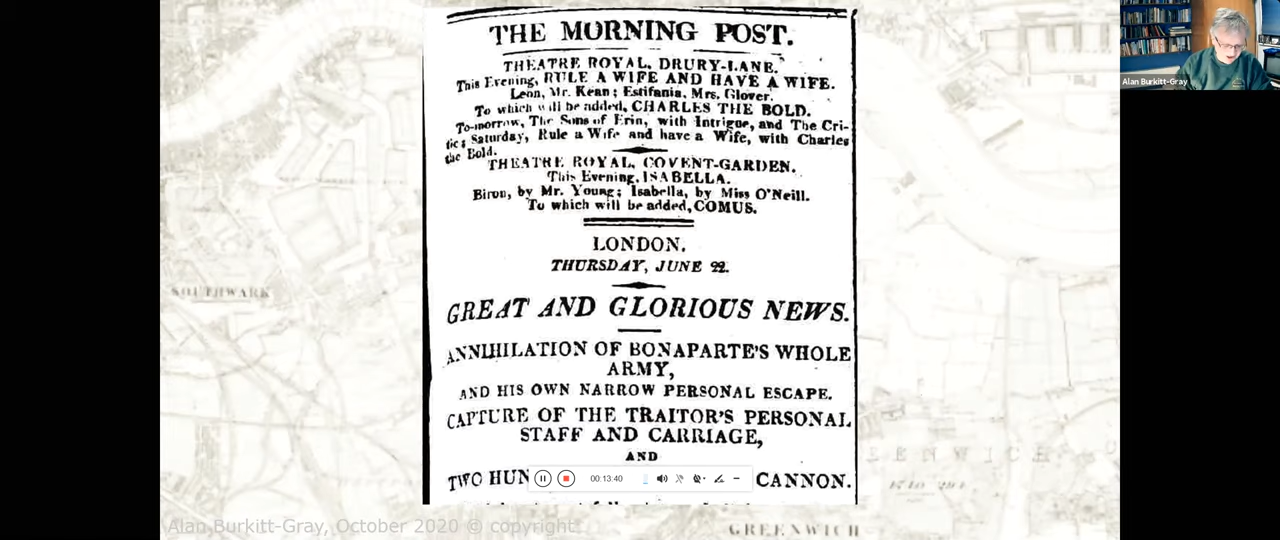 THE MORNING POST.
THEATRE ROYAL, DRURY-LANE.
This Evening, RULE A WIFE AND HAVE A WIFE.
Leon, Mr. Kean; Estifania, Mrs. Glover.
To which will be added, CHARLES THE BOLD.
To-morrow, The Sons of Erin, with Intrigue, and The Cri-
tic; Saturday, Rule a Wife and have a Wife, with Charles
the Bold.
THEATRE ROYAL, COVENT-GARDEN.
This Evening, ISABELLA.
Biron, by Mr. Young; Isabella, by Miss O'Neill.
To which will be added, COMUS.
LONDON.
THURSDAY, JUNE 22.
GREAT AND GLORIOUS NEWS.
ANNIHILATION OF BONAPARTE'S WHOLE
ARMY,
AND HIS OWN NARROW PERSONAL ESCAPE.
CAPTURE OF THE TRAITOR'S PERSONAL
STAFF AND CARRIAGE,
AND
TWO HUN CANNON.
00:13:40
Alan Burkitt-Gray
SOUTHWARK
GREENWICH
GREENWICH
Alan Burkitt-Gray, October 2020 © copyright